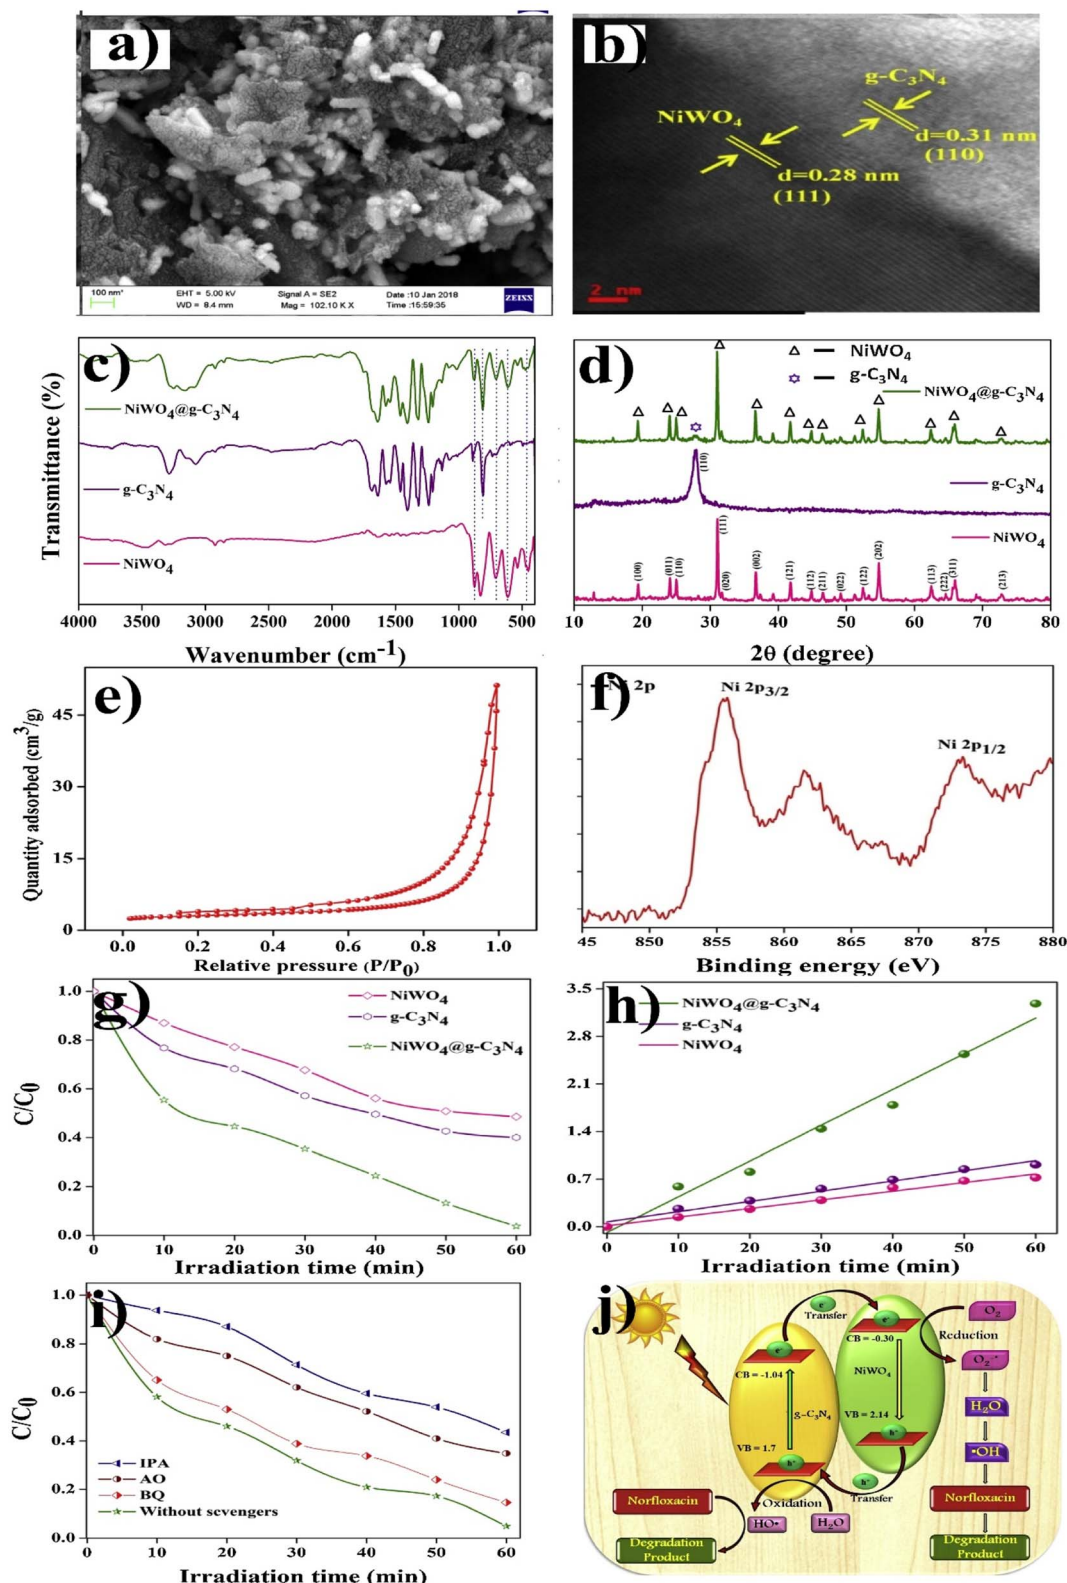 a)
100 nm*
EHT = 5.00 kV
WD = 8.4 mm
Signal A = SE2
Mag = 102.10 K X
Date :10 Jan 2018
Time :15:59:35
ZEISS
b)
g-C3N4
NiWO4
d=0.31 nm
(110)
d=0.28 nm
(111)
2 nm
c)
NiWO4@g-C3N4
g-C3N4
NiWO4
Transmittance (%)
4000 3500 3000 2500 2000 1500 1000 500
Wavenumber (cm-1)
d)
NiWO4
g-C3N4
NiWO4@g-C3N4
(110)
g-C3N4
NiWO4
(100)
(011)
(110)
(111)
(020)
(002)
(121)
(112)
(211)
(022)
(122)
(202)
(113)
(222)
(311)
(213)
10 20 30 40 50 60 70 80
2θ (degree)
e)
Quantity adsorbed (cm3/g)
45
30
15
0
0.0 0.2 0.4 0.6 0.8 1.0
Relative pressure (P/P0)
f)
Ni 2p
Ni 2p3/2
Ni 2p1/2
45 850 855 860 865 870 875 880
Binding energy (eV)
g)
NiWO4
g-C3N4
NiWO4@g-C3N4
C/C0
1.0
0.8
0.6
0.4
0.2
0.0
0 10 20 30 40 50 60
Irradiation time (min)
h)
NiWO4@g-C3N4
g-C3N4
NiWO4
3.5
2.8
2.1
1.4
0.7
0.0
0 10 20 30 40 50 60
Irradiation time (min)
i)
C/C0
1.0
0.8
0.6
0.4
0.2
0.0
IPA
AO
BQ
Without sevengers
0 10 20 30 40 50 60
Irradiation time (min)
j)
e-
Transfer
e-
CB = -1.04
g-C3N4
VB = 1.7
h+
e-
CB = -0.30
NiWO4
VB = 2.14
h+
h+
Transfer
O2
Reduction
O2-•
H2O
•OH
Norfloxacin
Degradation
Product
Oxidation
HO•
H2O
Norfloxacin
Degradation
Product